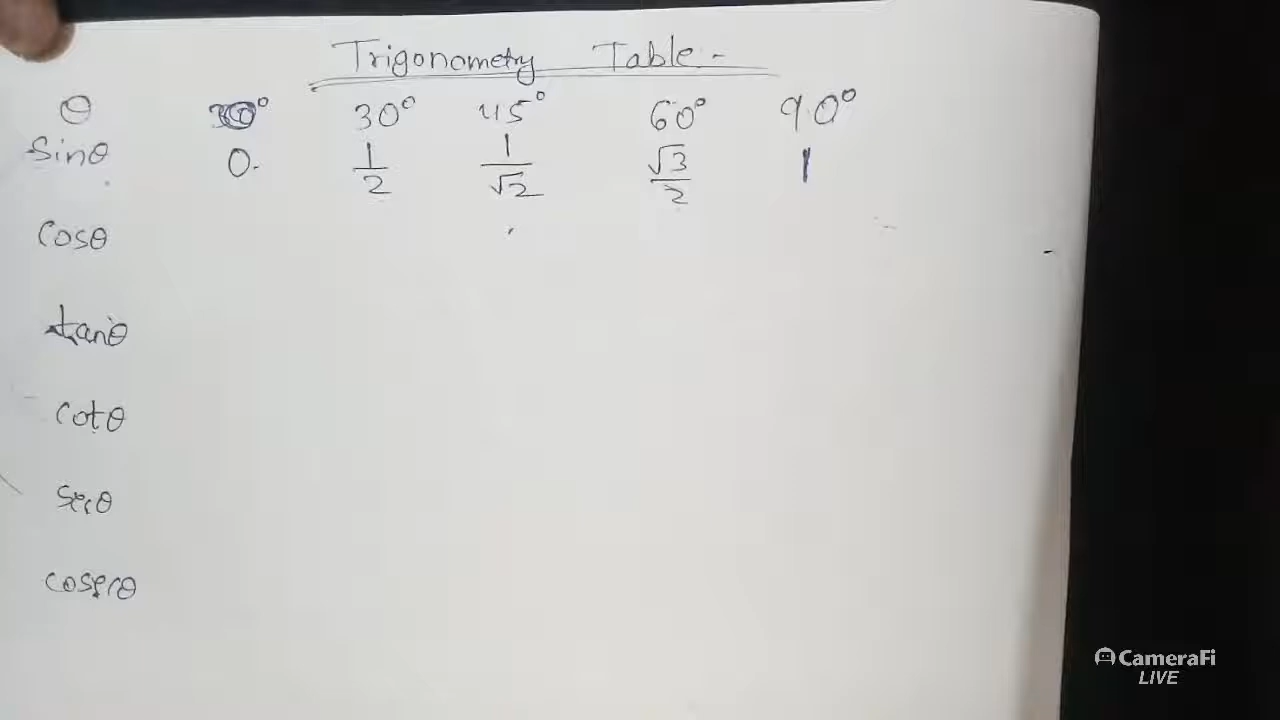 Trigonometry Table -
θ 0° 30° 45° 60° 90°
sinθ 0. 1/2 1/√2 √3/2 1
cosθ
tanθ
cotθ
secθ
cosecθ
CameraFi
LIVE